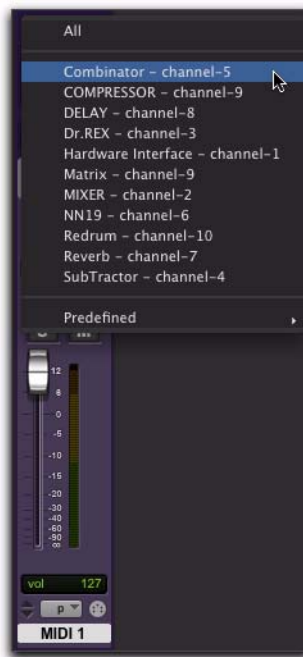 All
Combinator – channel-5
COMPRESSOR – channel-9
DELAY – channel-8
Dr.REX – channel-3
Hardware Interface – channel-1
Matrix – channel-9
MIXER – channel-2
NN19 – channel-6
Redrum – channel-10
Reverb – channel-7
SubTractor – channel-4
Predefined
12
6
0
-5
-10
-15
-20
-30
-40
-60
-90
∞
vol 127
p
MIDI 1